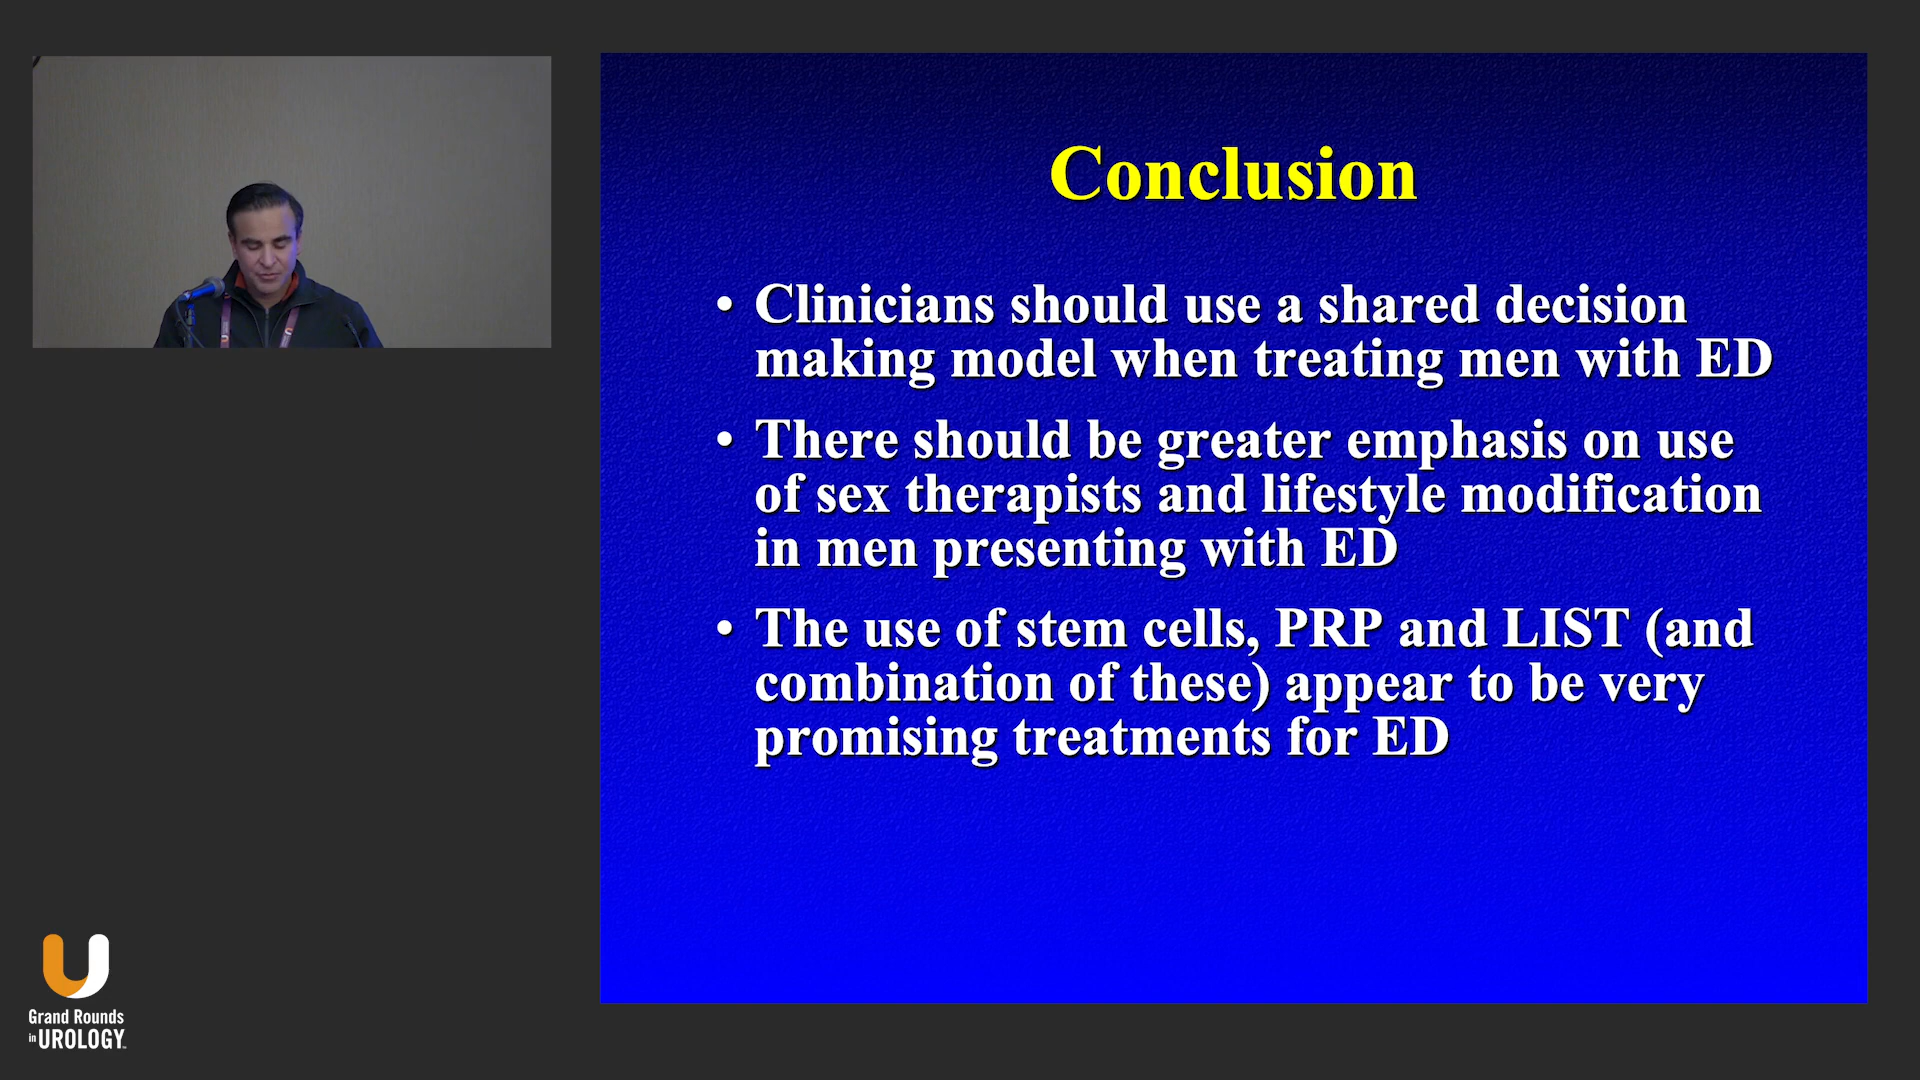 Conclusion
• Clinicians should use a shared decision
making model when treating men with ED
• There should be greater emphasis on use
of sex therapists and lifestyle modification
in men presenting with ED
• The use of stem cells, PRP and LIST (and
combination of these) appear to be very
promising treatments for ED
Grand Rounds
in UROLOGY